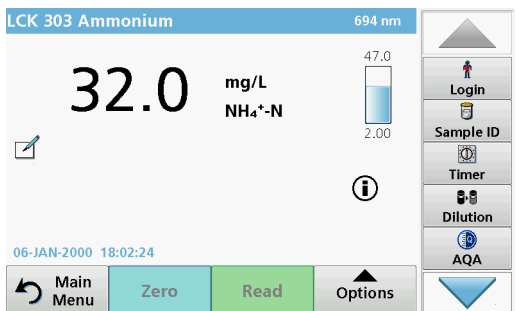 LCK 303 Ammonium 694 nm
47.0
32.0 mg/L
NH₄⁺-N
2.00
i
06-JAN-2000 18:02:24
Main
Menu
Zero
Read
Options
Login
Sample ID
Timer
Dilution
AQA